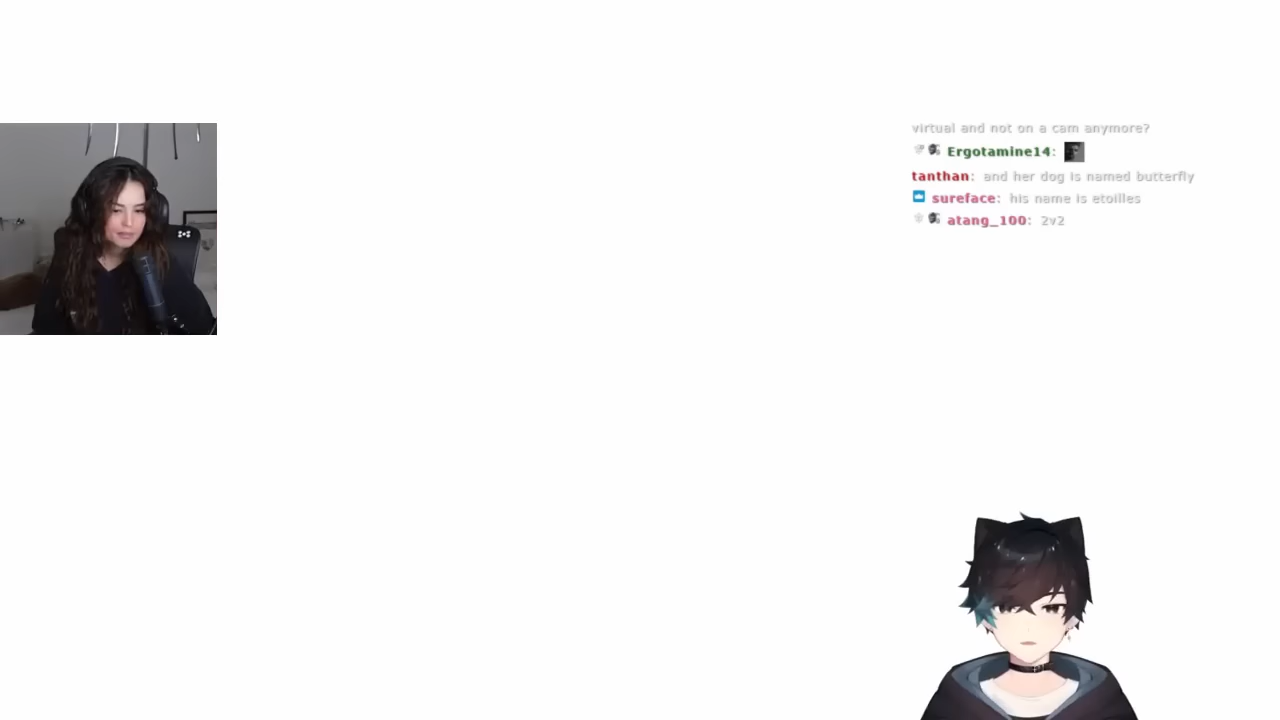 virtual and not on a cam anymore?
Ergotamine14:
tanthan: and her dog is named butterfly
sureface: his name is etoilles
atang_100: 2v2